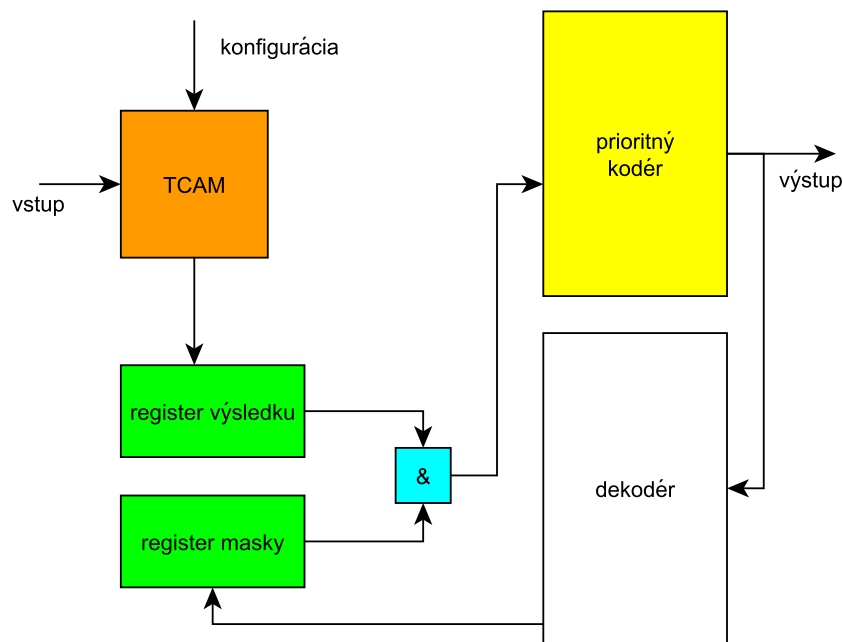 konfigurácia
TCAM
vstup
prioritný
kodér
výstup
register výsledku
&
dekodér
register masky